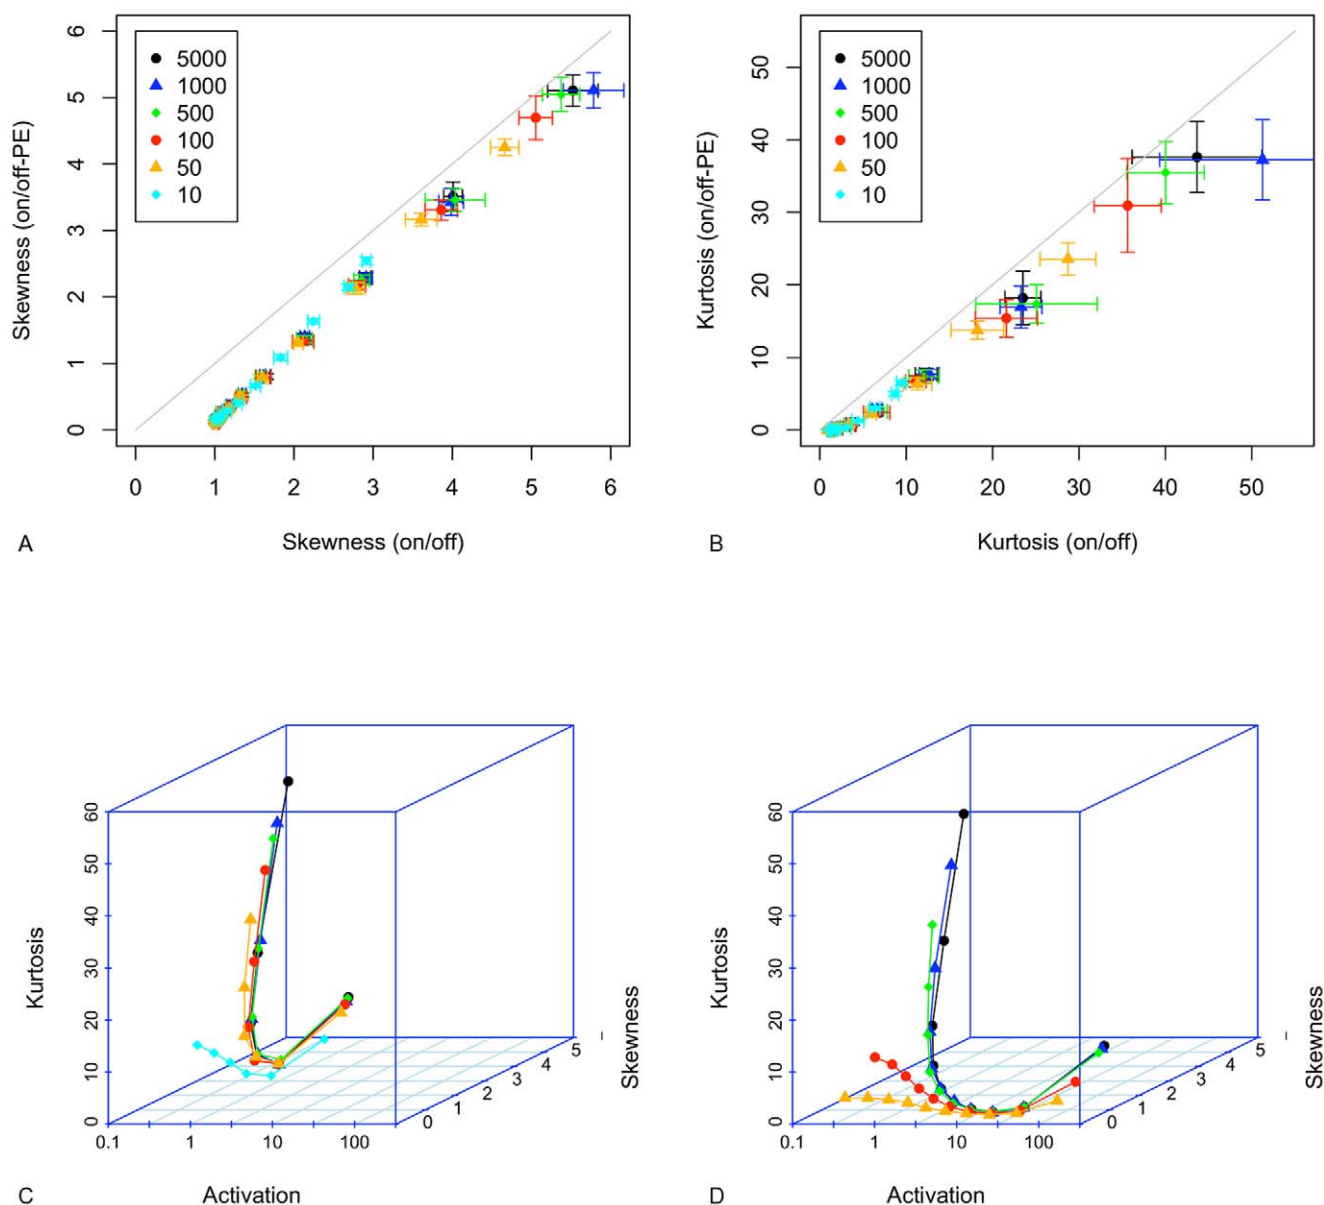 6
5
4
3
2
1
0
Skewness (on/off-PE)
5000
1000
500
100
50
10
0 1 2 3 4 5 6
Skewness (on/off)
A
50
40
30
20
10
0
Kurtosis (on/off-PE)
5000
1000
500
100
50
10
0 10 20 30 40 50
Kurtosis (on/off)
B
60
50
40
30
20
10
0
Kurtosis
0.1 1 10 100
0 1 2 3 4 5
Skewness
C Activation
60
50
40
30
20
10
0
Kurtosis
0.1 1 10 100
0 1 2 3 4 5
Skewness
D Activation